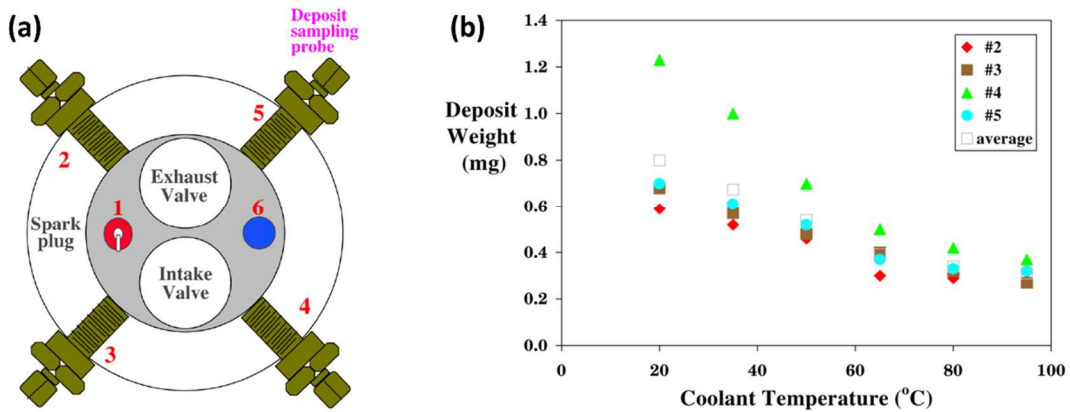 (a)
Deposit
sampling
probe
5
2
Exhaust
Valve
1
6
Spark
plug
Intake
Valve
4
3
(b)
1.4
1.2
1.0
0.8
0.6
0.4
0.2
0.0
Deposit
Weight
(mg)
#2
#3
#4
#5
average
0 20 40 60 80 100
Coolant Temperature (°C)